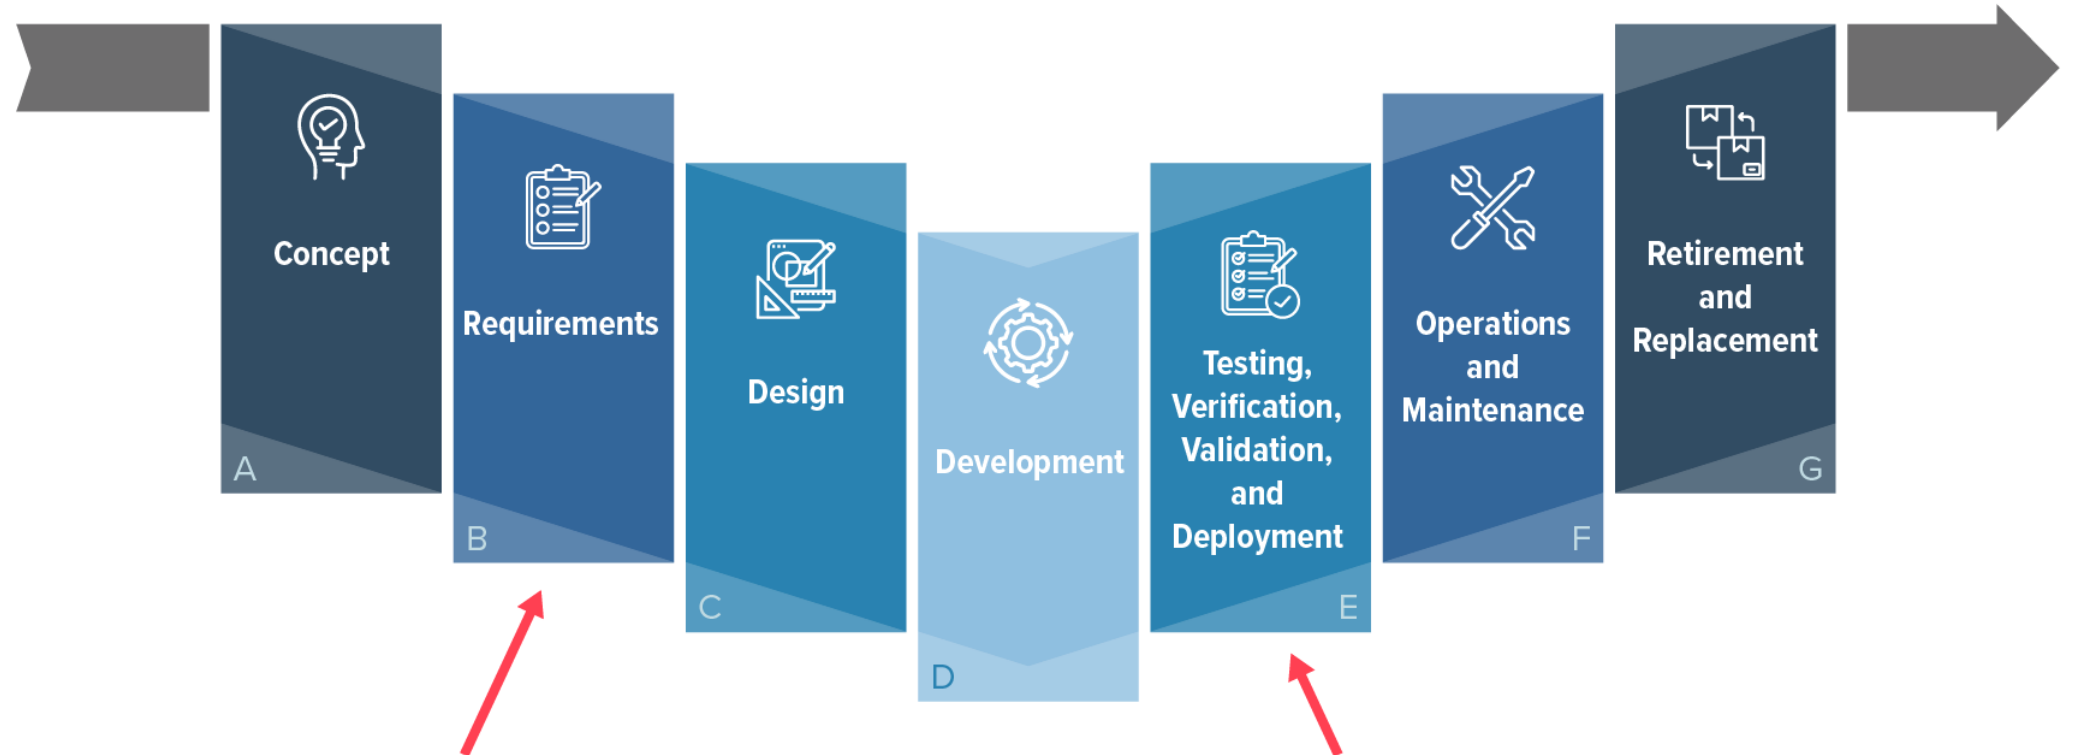 Concept
A
Requirements
B
Design
C
Development
D
Testing,
Verification,
Validation,
and
Deployment
E
Operations
and
Maintenance
F
Retirement
and
Replacement
G